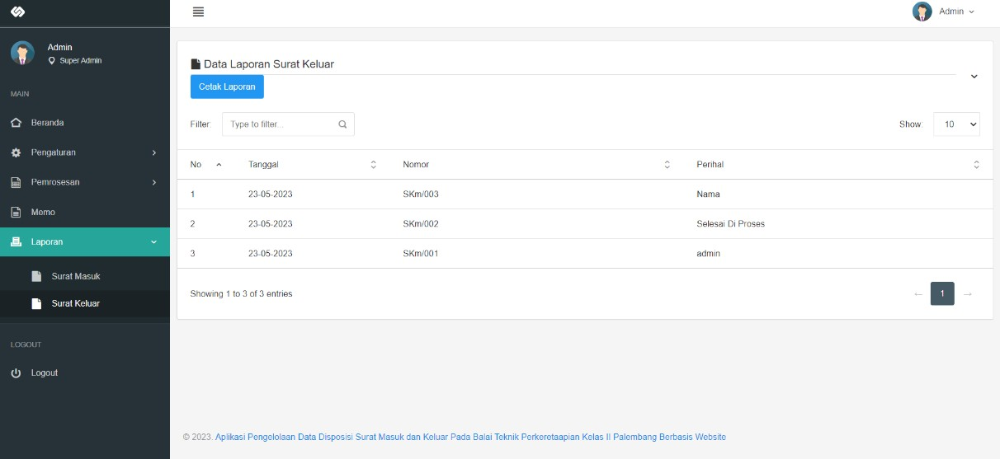 Admin
Admin
Super Admin
MAIN
Beranda
Pengaturan
Pemrosesan
Memo
Laporan
Surat Masuk
Surat Keluar
LOGOUT
Logout
Data Laporan Surat Keluar
Cetak Laporan
Filter: Type to filter... Show: 10
No Tanggal Nomor Perihal
1 23-05-2023 SKm/003 Nama
2 23-05-2023 SKm/002 Selesai Di Proses
3 23-05-2023 SKm/001 admin
Showing 1 to 3 of 3 entries ← 1 →
© 2023. Aplikasi Pengelolaan Data Disposisi Surat Masuk dan Keluar Pada Balai Teknik Perkeretaapian Kelas II Palembang Berbasis Website